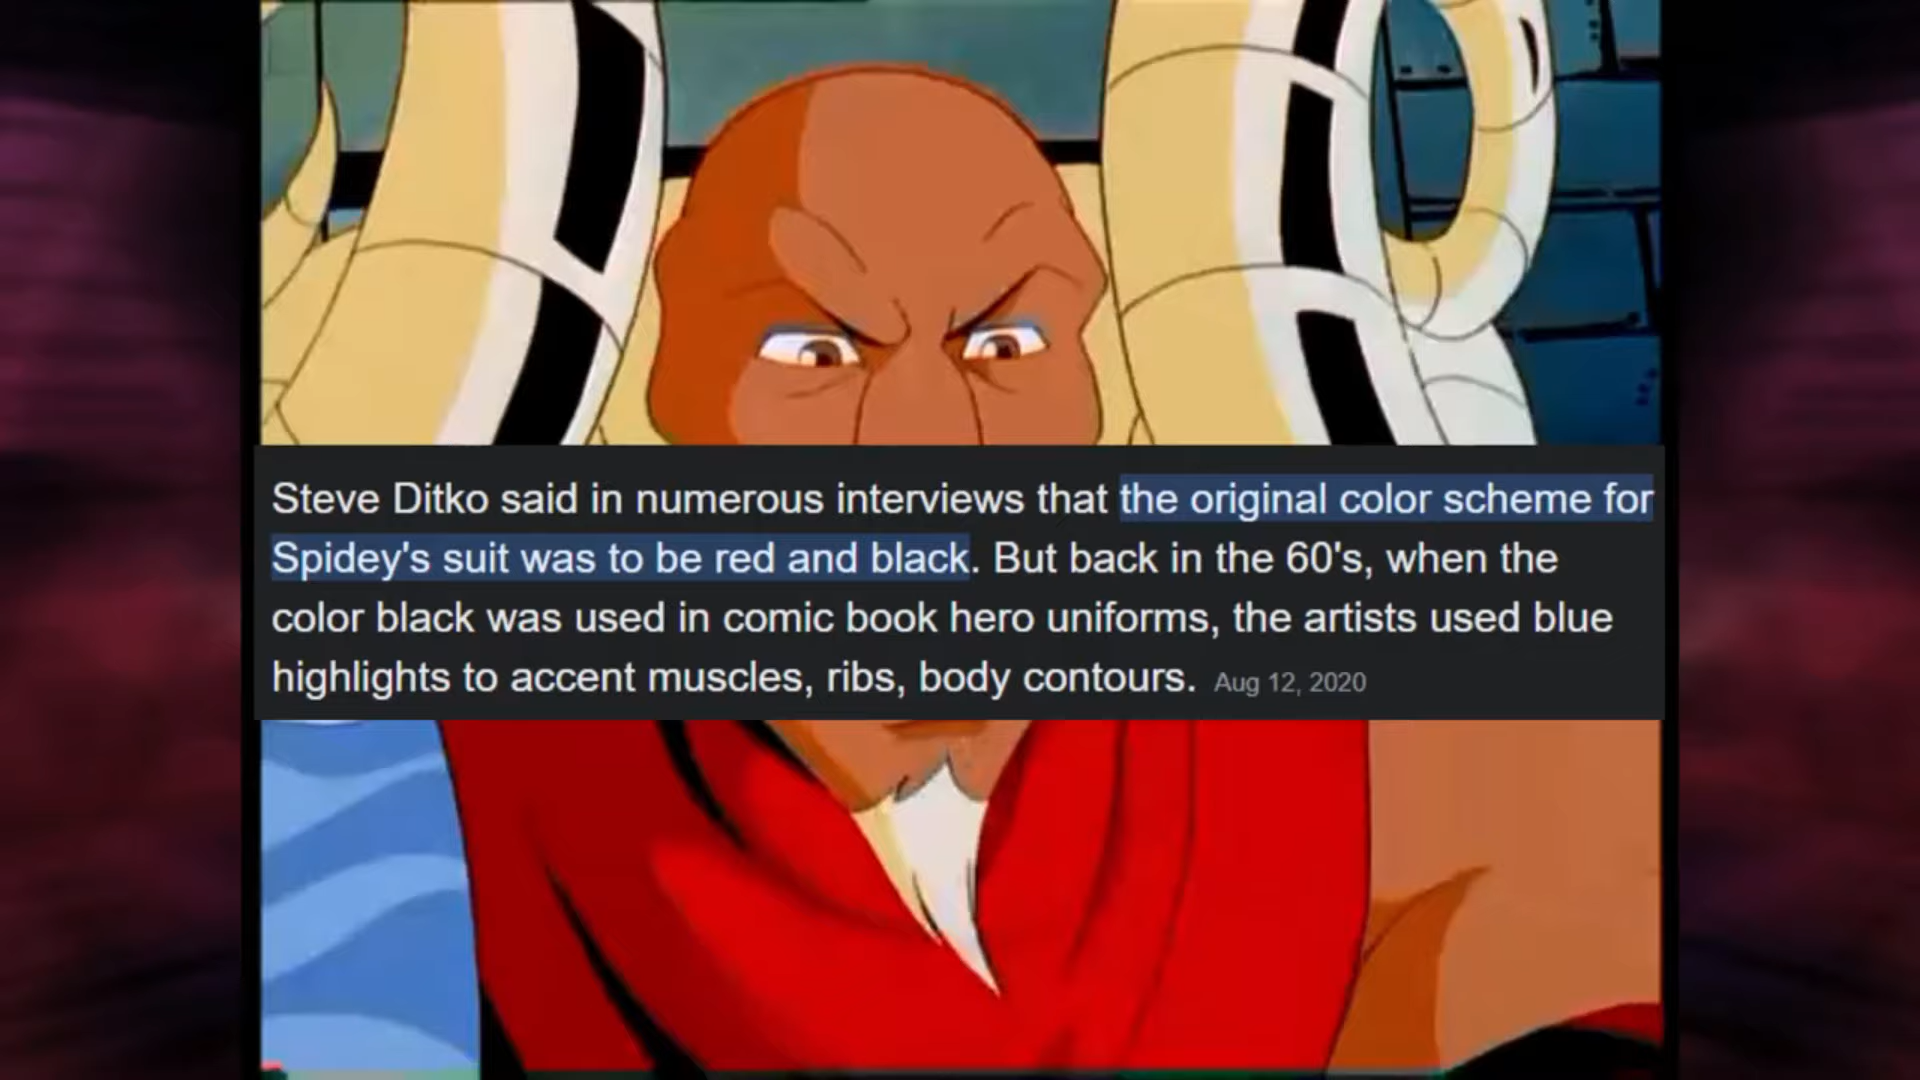 Steve Ditko said in numerous interviews that the original color scheme for
Spidey's suit was to be red and black. But back in the 60's, when the
color black was used in comic book hero uniforms, the artists used blue
highlights to accent muscles, ribs, body contours. Aug 12, 2020